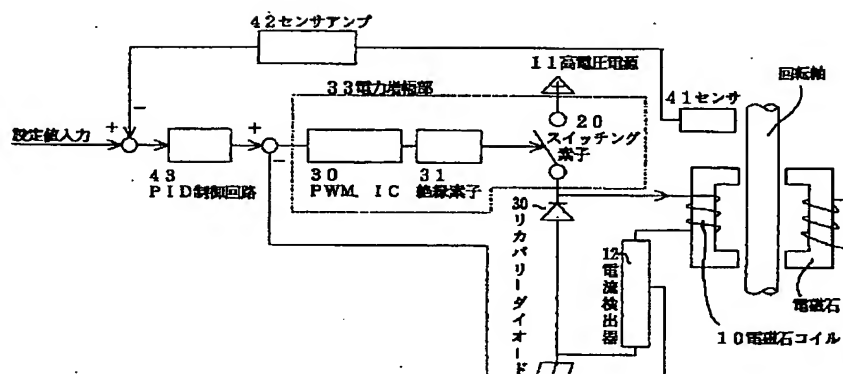 42センサアンプ
11高電圧電源
回転軸
33電力増幅部
41センサ
設定値入力
+
−
+
−
20
スイッチング
素子
43
PID制御回路
30
PWM. IC
31
絶縁素子
30
リカバリーダイオード
12
電流検出器
電磁石
10電磁石コイル